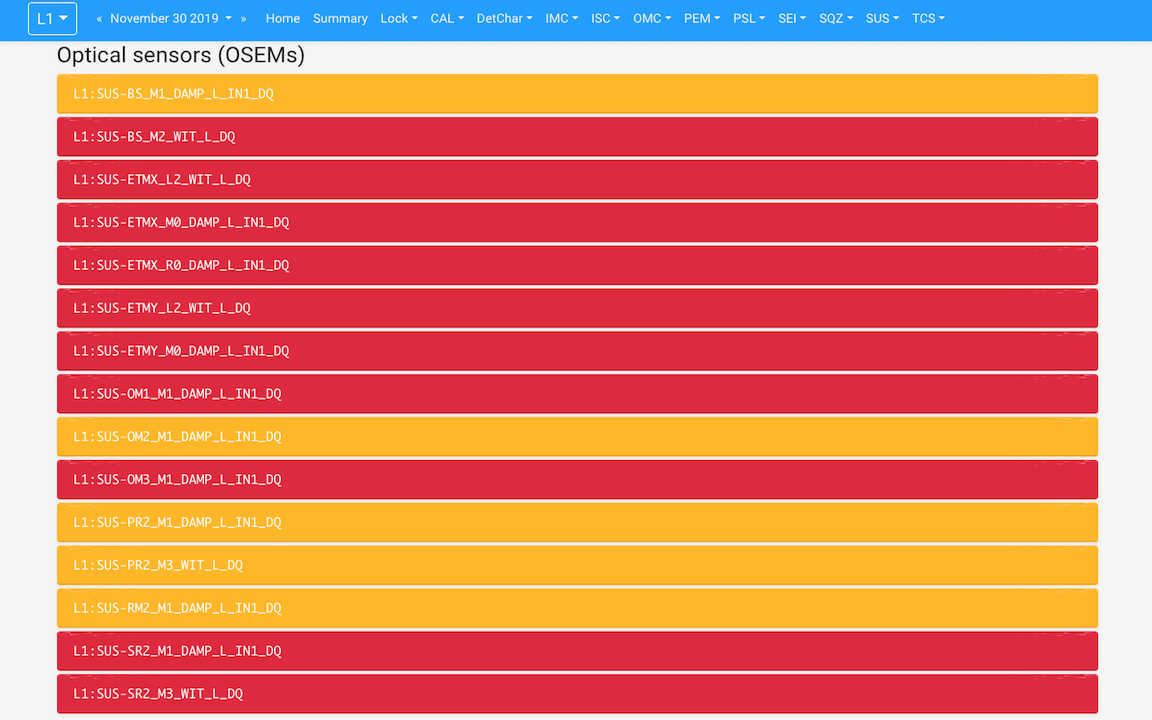 L1 « November 30 2019 » Home Summary Lock CAL DetChar IMC ISC OMC PEM PSL SEI SQZ SUS TCS
Optical sensors (OSEMs)
L1:SUS-BS_M1_DAMP_L_IN1_DQ
L1:SUS-BS_M2_WIT_L_DQ
L1:SUS-ETMX_L2_WIT_L_DQ
L1:SUS-ETMX_M0_DAMP_L_IN1_DQ
L1:SUS-ETMX_R0_DAMP_L_IN1_DQ
L1:SUS-ETMY_L2_WIT_L_DQ
L1:SUS-ETMY_M0_DAMP_L_IN1_DQ
L1:SUS-OM1_M1_DAMP_L_IN1_DQ
L1:SUS-OM2_M1_DAMP_L_IN1_DQ
L1:SUS-OM3_M1_DAMP_L_IN1_DQ
L1:SUS-PR2_M1_DAMP_L_IN1_DQ
L1:SUS-PR2_M3_WIT_L_DQ
L1:SUS-RM2_M1_DAMP_L_IN1_DQ
L1:SUS-SR2_M1_DAMP_L_IN1_DQ
L1:SUS-SR2_M3_WIT_L_DQ